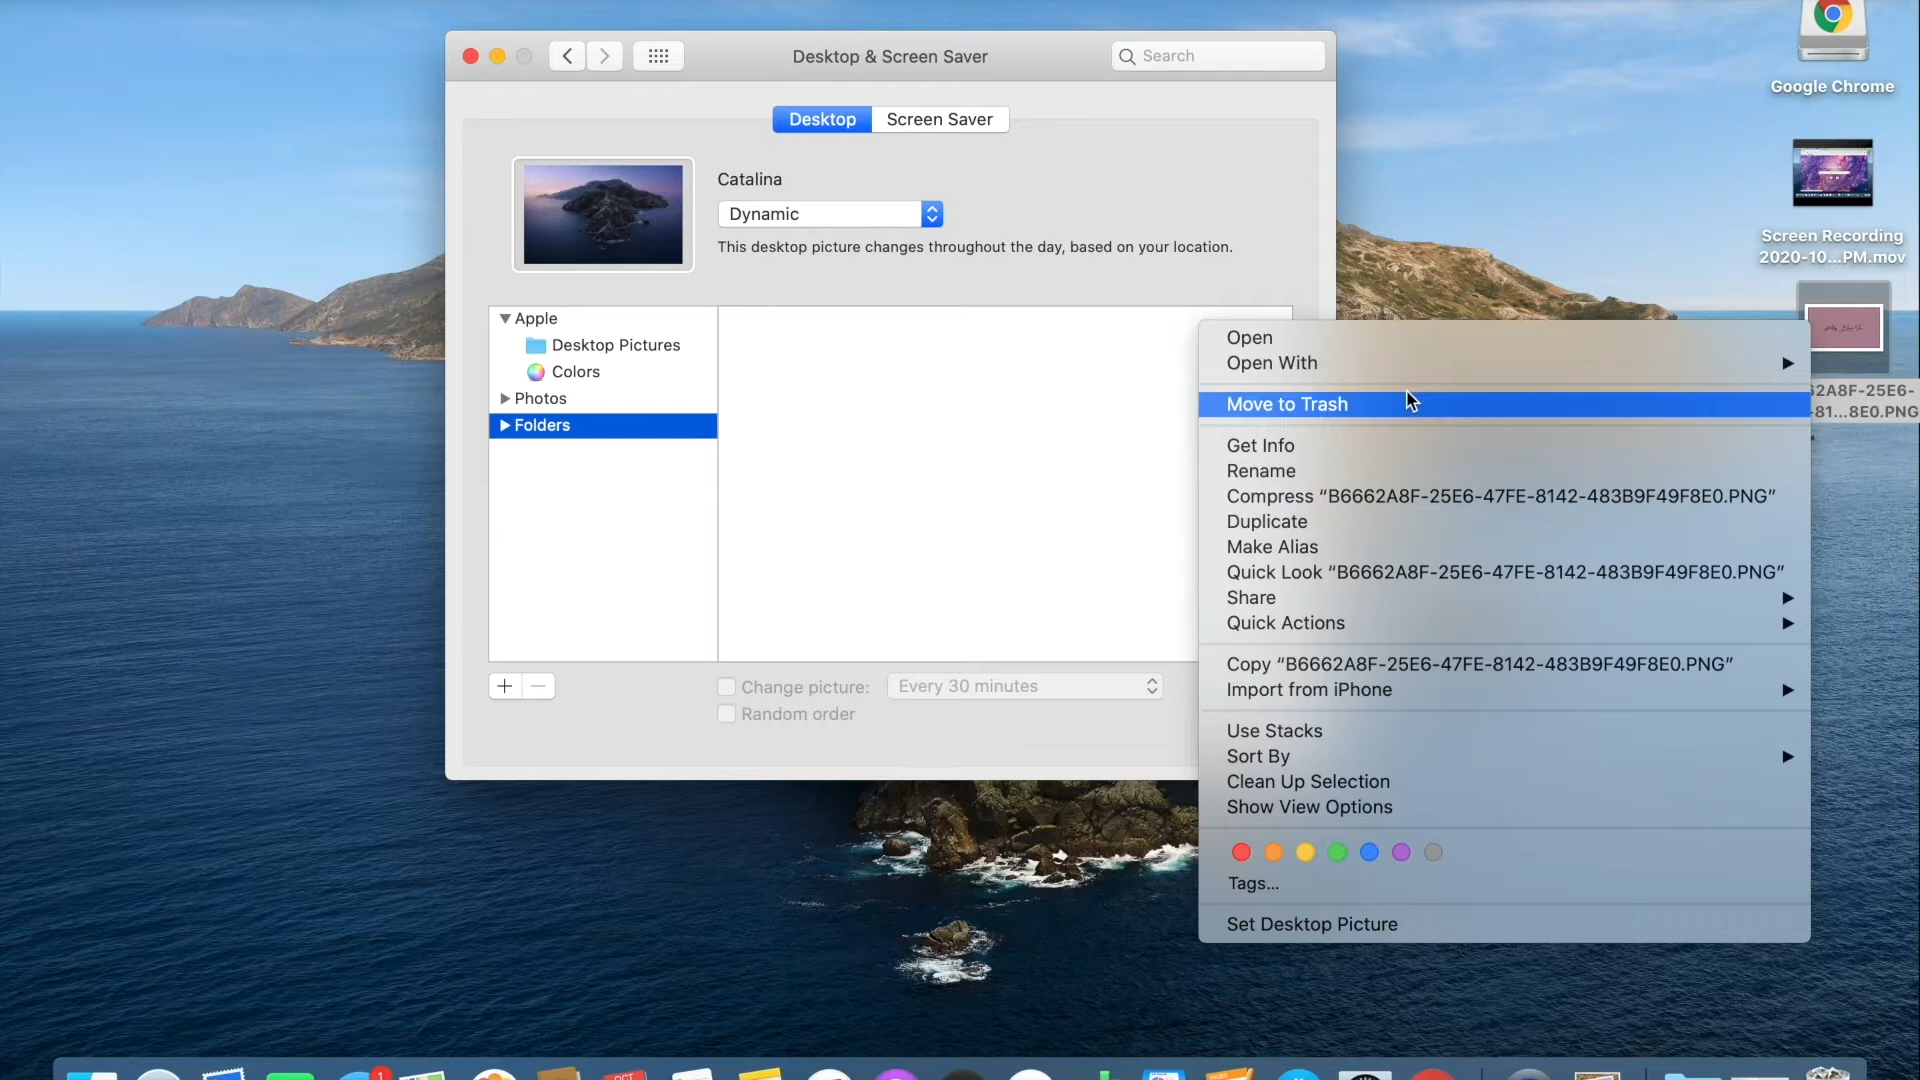 Desktop & Screen Saver
Search
Desktop
Screen Saver
Catalina
Dynamic
This desktop picture changes throughout the day, based on your location.
Apple
Desktop Pictures
Colors
Photos
Folders
+
−
Change picture:
Every 30 minutes
Random order
Google Chrome
Screen Recording
2020-10...PM.mov
62A8F-25E6-
-81...8E0.PNG
Open
Open With
Move to Trash
Get Info
Rename
Compress “B6662A8F-25E6-47FE-8142-483B9F49F8E0.PNG”
Duplicate
Make Alias
Quick Look “B6662A8F-25E6-47FE-8142-483B9F49F8E0.PNG”
Share
Quick Actions
Copy “B6662A8F-25E6-47FE-8142-483B9F49F8E0.PNG”
Import from iPhone
Use Stacks
Sort By
Clean Up Selection
Show View Options
Tags...
Set Desktop Picture
1
OCT